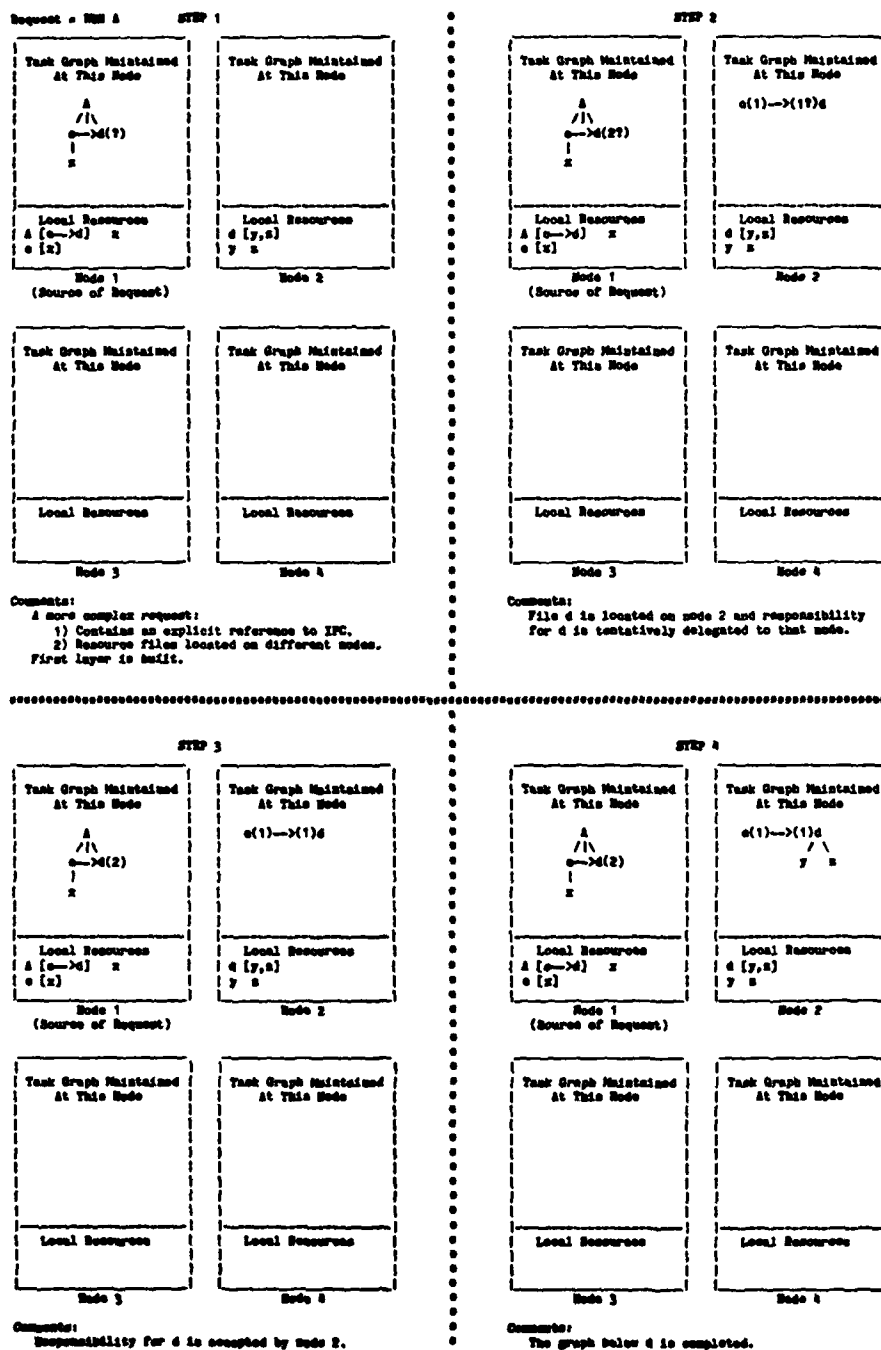 Request = RUN A STEP 1
Task Graph Maintained
At This Node
A
/|\
c-->d(?)
|
x
Local Resources
A [c-->d] x
c [x]
Node 1
(Source of Request)
Task Graph Maintained
At This Node
Local Resources
d [y,z]
y z
Node 2
Task Graph Maintained
At This Node
Local Resources
Node 3
Task Graph Maintained
At This Node
Local Resources
Node 4
Comments:
A more complex request:
1) Contains an explicit reference to IPC.
2) Resource files located on different nodes.
First layer is built.
STEP 2
Task Graph Maintained
At This Node
A
/|\
c-->d(2?)
|
x
Local Resources
A [c-->d] x
c [x]
Node 1
(Source of Request)
Task Graph Maintained
At This Node
c(1)-->(1?)d
Local Resources
d [y,z]
y z
Node 2
Task Graph Maintained
At This Node
Local Resources
Node 3
Task Graph Maintained
At This Node
Local Resources
Node 4
Comments:
File d is located on node 2 and responsibility
for d is tentatively delegated to that node.
STEP 3
Task Graph Maintained
At This Node
A
/|\
c-->d(2)
|
x
Local Resources
A [c-->d] x
c [x]
Node 1
(Source of Request)
Task Graph Maintained
At This Node
c(1)-->(1)d
Local Resources
d [y,z]
y z
Node 2
Task Graph Maintained
At This Node
Local Resources
Node 3
Task Graph Maintained
At This Node
Local Resources
Node 4
Comments:
Responsibility for d is accepted by Node 2.
STEP 4
Task Graph Maintained
At This Node
A
/|\
c-->d(2)
|
x
Local Resources
A [c-->d] x
c [x]
Node 1
(Source of Request)
Task Graph Maintained
At This Node
c(1)-->(1)d
/ \
y z
Local Resources
d [y,z]
y z
Node 2
Task Graph Maintained
At This Node
Local Resources
Node 3
Task Graph Maintained
At This Node
Local Resources
Node 4
Comments:
The graph below d is completed.